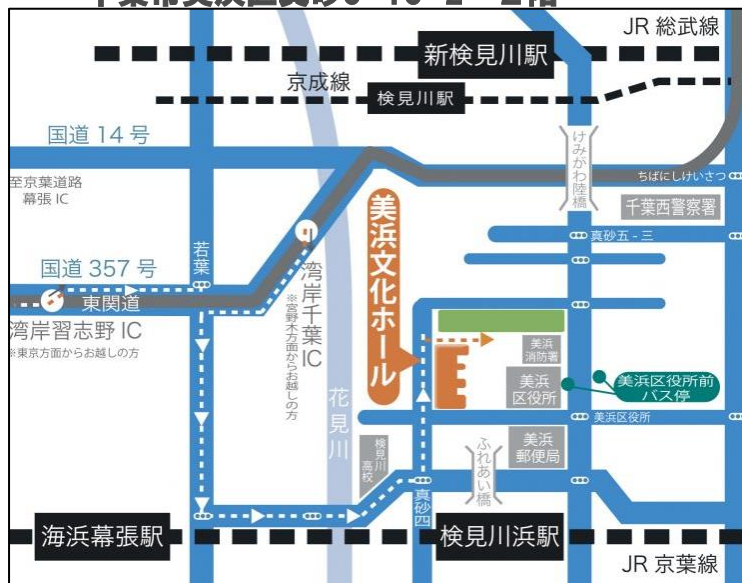 JR 総武線
新検見川駅
京成線
検見川駅
国道 14 号
けみがわ陸橋
至京葉道路
幕張 IC
ちばにしけいさつ
千葉西警察署
若葉
美浜文化ホール
真砂五 - 三
国道 357 号
東関道
湾岸千葉IC
※宮野木方面からお越しの方
湾岸習志野 IC
※東京方面からお越しの方
美浜
消防署
美浜
区役所
美浜区役所前
バス停
花見川
美浜区役所
検見川
高校
ふれあい橋
美浜
郵便局
真砂四
海浜幕張駅
検見川浜駅
JR 京葉線